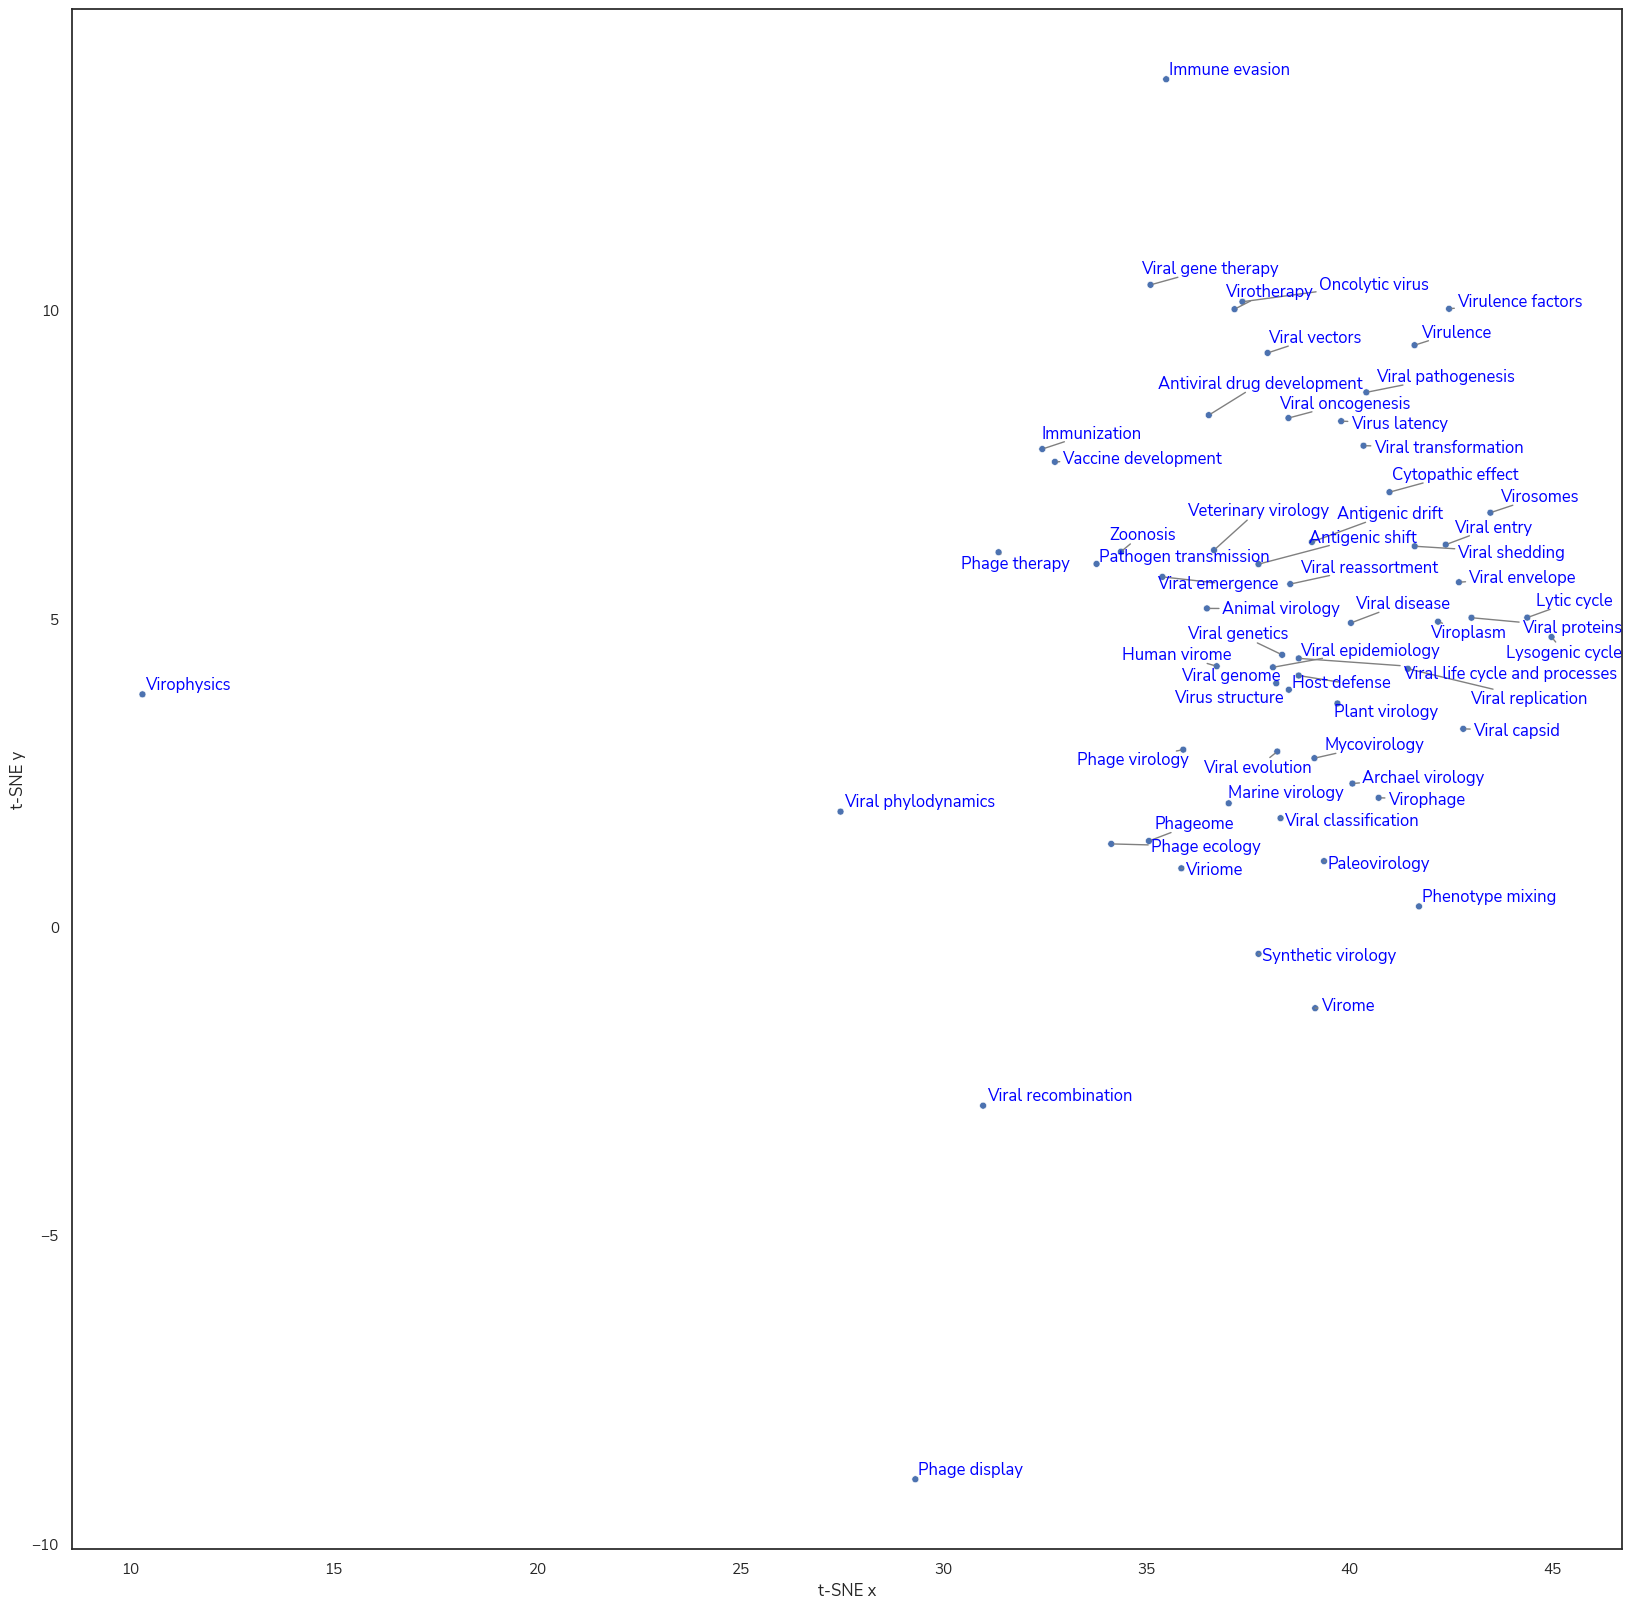 Immune evasion
Viral gene therapy
Oncolytic virus
Virotherapy
Virulence factors
10
Virulence
Viral vectors
Viral pathogenesis
Antiviral drug development
Viral oncogenesis
Virus latency
Immunization
Viral transformation
Vaccine development
Cytopathic effect
Virosomes
Veterinary virology
Antigenic drift
Viral entry
Zoonosis
Antigenic shift
Viral shedding
Pathogen transmission
Phage therapy
Viral reassortment
Viral envelope
Viral emergence
Lytic cycle
Viral disease
Animal virology
5
Viral proteins
Viroplasm
Viral genetics
Viral epidemiology
Lysogenic cycle
Human virome
Viral life cycle and processes
Viral genome
Host defense
Virophysics
Virus structure
Viral replication
Plant virology
Viral capsid
Mycovirology
Phage virology
Viral evolution
Archael virology
t-SNE y
Marine virology
Virophage
Viral phylodynamics
Viral classification
Phageome
Phage ecology
Paleovirology
Viriome
Phenotype mixing
0
Synthetic virology
Virome
Viral recombination
−5
Phage display
−10
10 15 20 25 30 35 40 45
t-SNE x